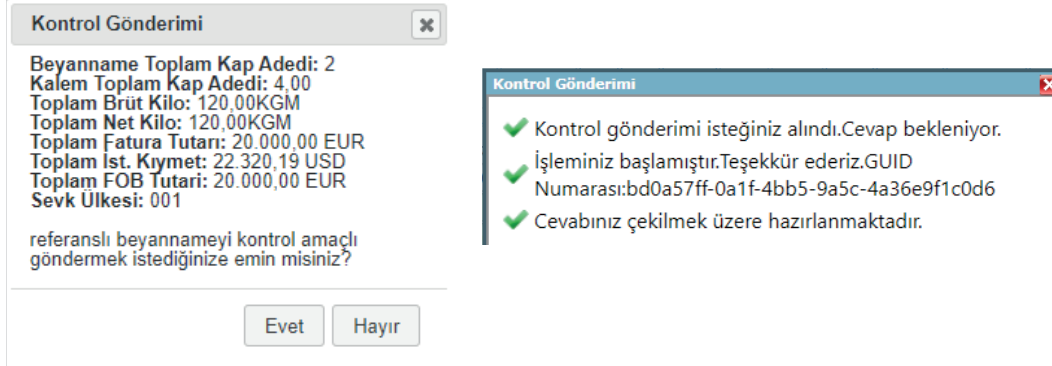 Kontrol Gönderimi
Beyanname Toplam Kap Adedi: 2
Kalem Toplam Kap Adedi: 4,00
Toplam Brüt Kilo: 120,00KGM
Toplam Net Kilo: 120,00KGM
Toplam Fatura Tutarı: 20.000,00 EUR
Toplam İst. Kıymet: 22.320,19 USD
Toplam FOB Tutari: 20.000,00 EUR
Sevk Ülkesi: 001
referanslı beyannameyi kontrol amaçlı
göndermek istediğinize emin misiniz?
Evet Hayır
Kontrol Gönderimi
Kontrol gönderimi isteğiniz alındı.Cevap bekleniyor.
İşleminiz başlamıştır.Teşekkür ederiz.GUID
Numarası:bd0a57ff-0a1f-4bb5-9a5c-4a36e9f1c0d6
Cevabınız çekilmek üzere hazırlanmaktadır.